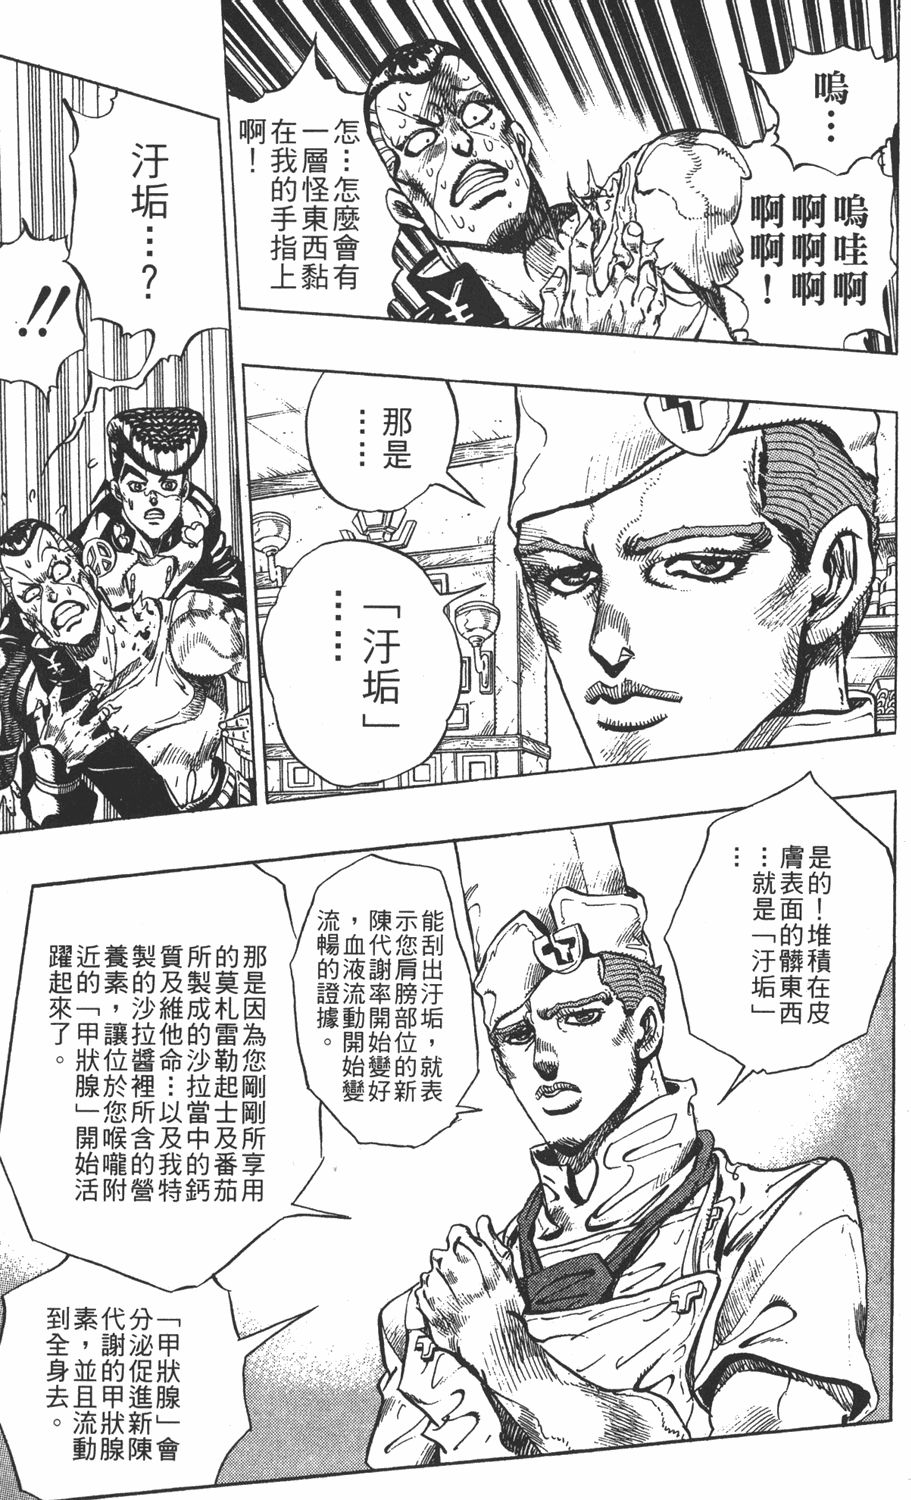 嗚…
嗚哇啊
啊啊啊
啊啊！
怎…怎麼會有
一層怪東西黏
在我的手指上
啊！
¥
那是
……
「汙垢」
……
汙垢…？
!!
¥
是的！堆積在皮
膚表面的髒東西
…就是「汙垢」
…
能刮出汙垢，就表
示您肩膀部位的新
陳代謝率開始變好
，血液流動開始變
流暢的證據。
那是因為您剛剛所享用
的莫札雷勒起士及番茄
所製成的沙拉當中的鈣
質及維他命…以及我特
製的沙拉醬裡所含的營
養素，讓位於您喉嚨附
近的「甲狀腺」開始活
躍起來了。
「甲狀腺」會
分泌促進新陳
代謝的甲狀腺
素，並且流動
到全身去。